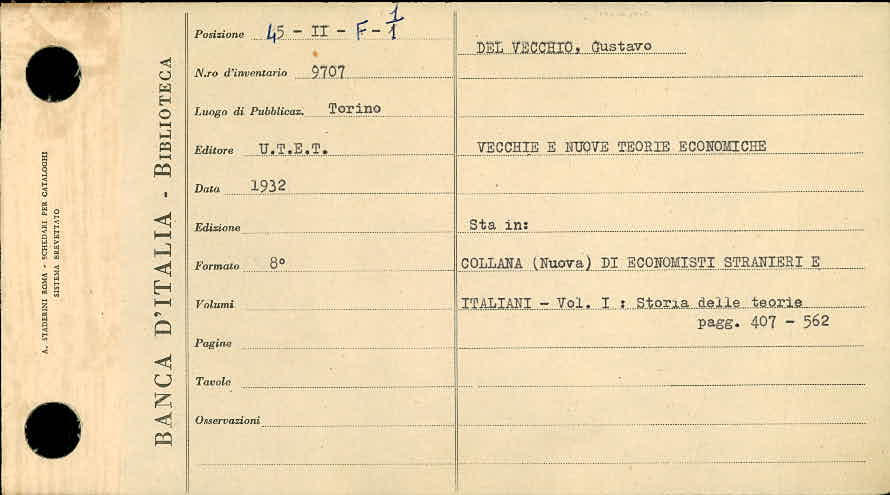 A. STADERINI ROMA - SCHEDARI PER CATALOGHI
SISTEMA BREVETTATO
BANCA D'ITALIA - BIBLIOTECA
Posizione 45 - II - F - 1/1
N.ro d'inventario 9707
Luogo di Pubblicaz. Torino
Editore U.T.E.T.
Data 1932
Edizione
Formato 8°
Volumi
Pagine
Tavole
Osservazioni
DEL VECCHIO, Gustavo
VECCHIE E NUOVE TEORIE ECONOMICHE
Sta in:
COLLANA (Nuova) DI ECONOMISTI STRANIERI E
ITALIANI - Vol. I : Storia delle teorie
pagg. 407 - 562